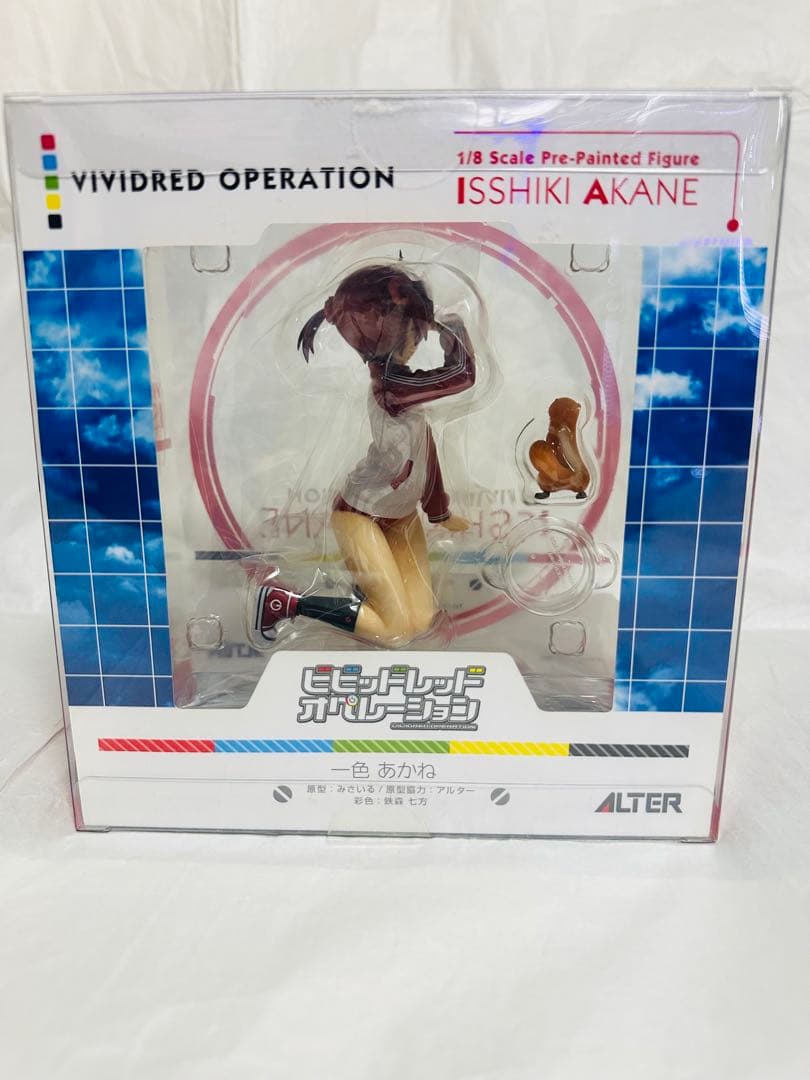 VIVIDRED OPERATION
1/8 Scale Pre-Painted Figure
ISSHIKI AKANE
ビビッドレッド
オペレーション
VIVIDRED OPERATION
一色 あかね
原型：みさいる / 原型協力：アルター
彩色：鉄森 七方
ALTER